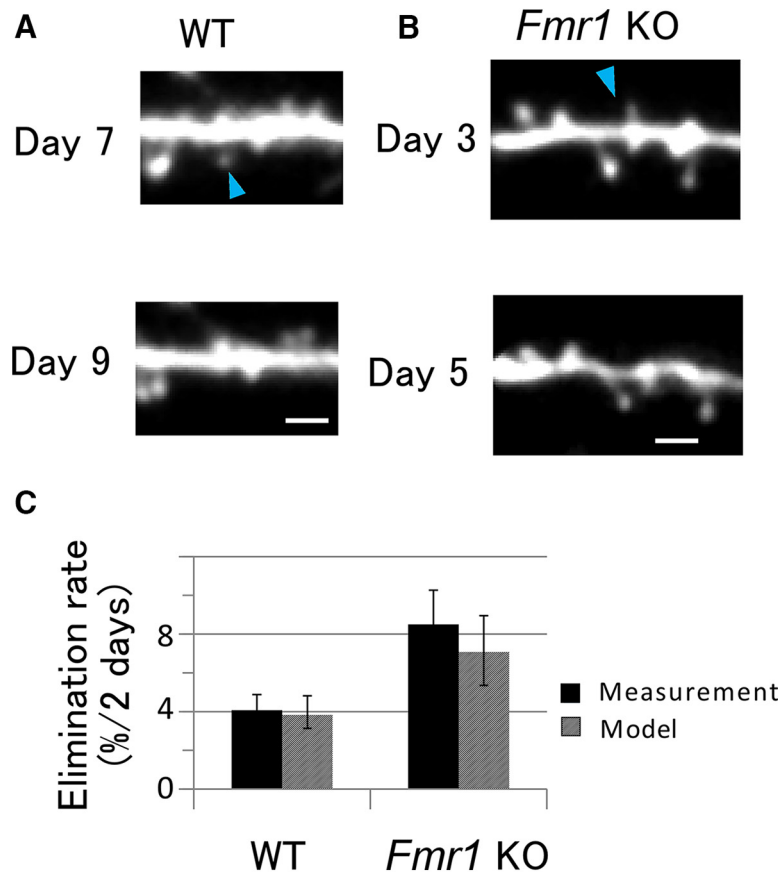 A
WT
B
Fmr1 KO
Day 7
Day 3
Day 9
Day 5
C
Elimination rate
(%/2 days)
8
4
0
WT
Fmr1 KO
Measurement
Model